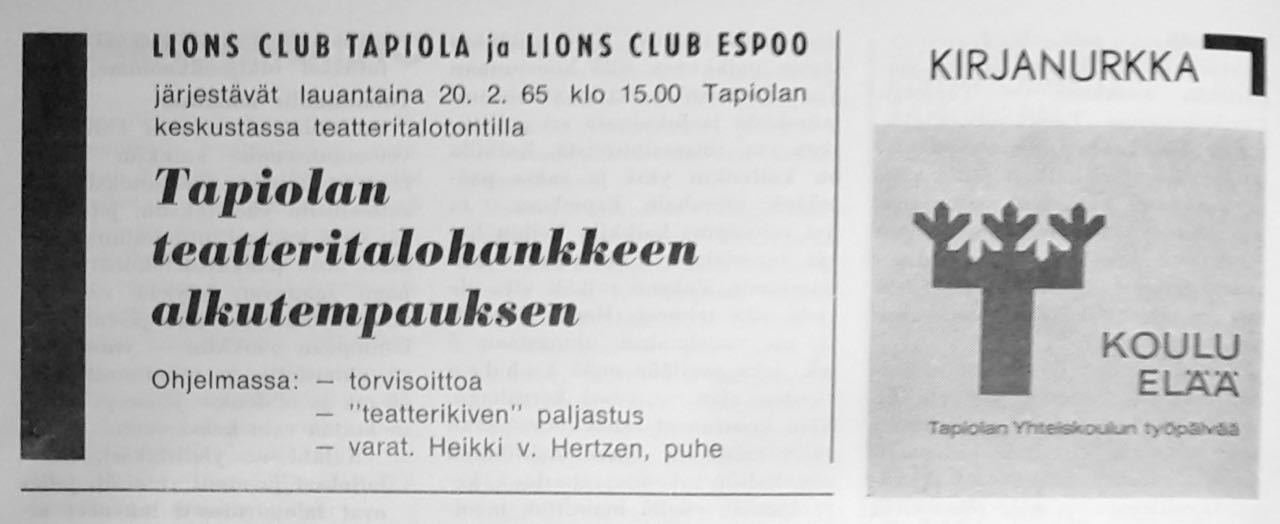 LIONS CLUB TAPIOLA ja LIONS CLUB ESPOO
järjestävät lauantaina 20. 2. 65 klo 15.00 Tapiolan
keskustassa teatteritalotontilla
Tapiolan
teatteritalohankkeen
alkutempauksen
Ohjelmassa: — torvisoittoa
— "teatterikiven" paljastus
— varat. Heikki v. Hertzen, puhe
KIRJANURKKA
KOULU
ELÄÄ
Tapiolan Yhteiskoulun työpäivää